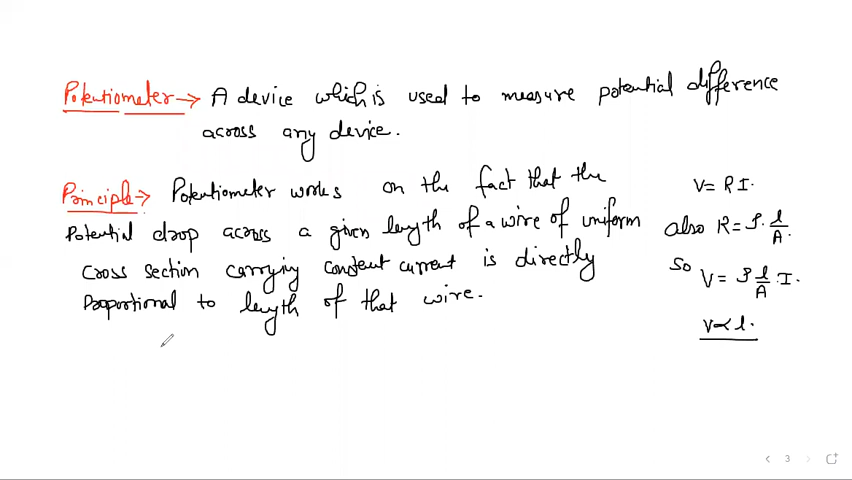 Potentiometer → A device which is used to measure potential difference
across any device.
Principle → Potentiometer works on the fact that the
Potential drop across a given length of a wire of uniform
cross section carrying constant current is directly
Proportional to length of that wire.
V = RI.
also R = ρ. l/A.
So V = ρ l/A . I.
V ∝ l.
3